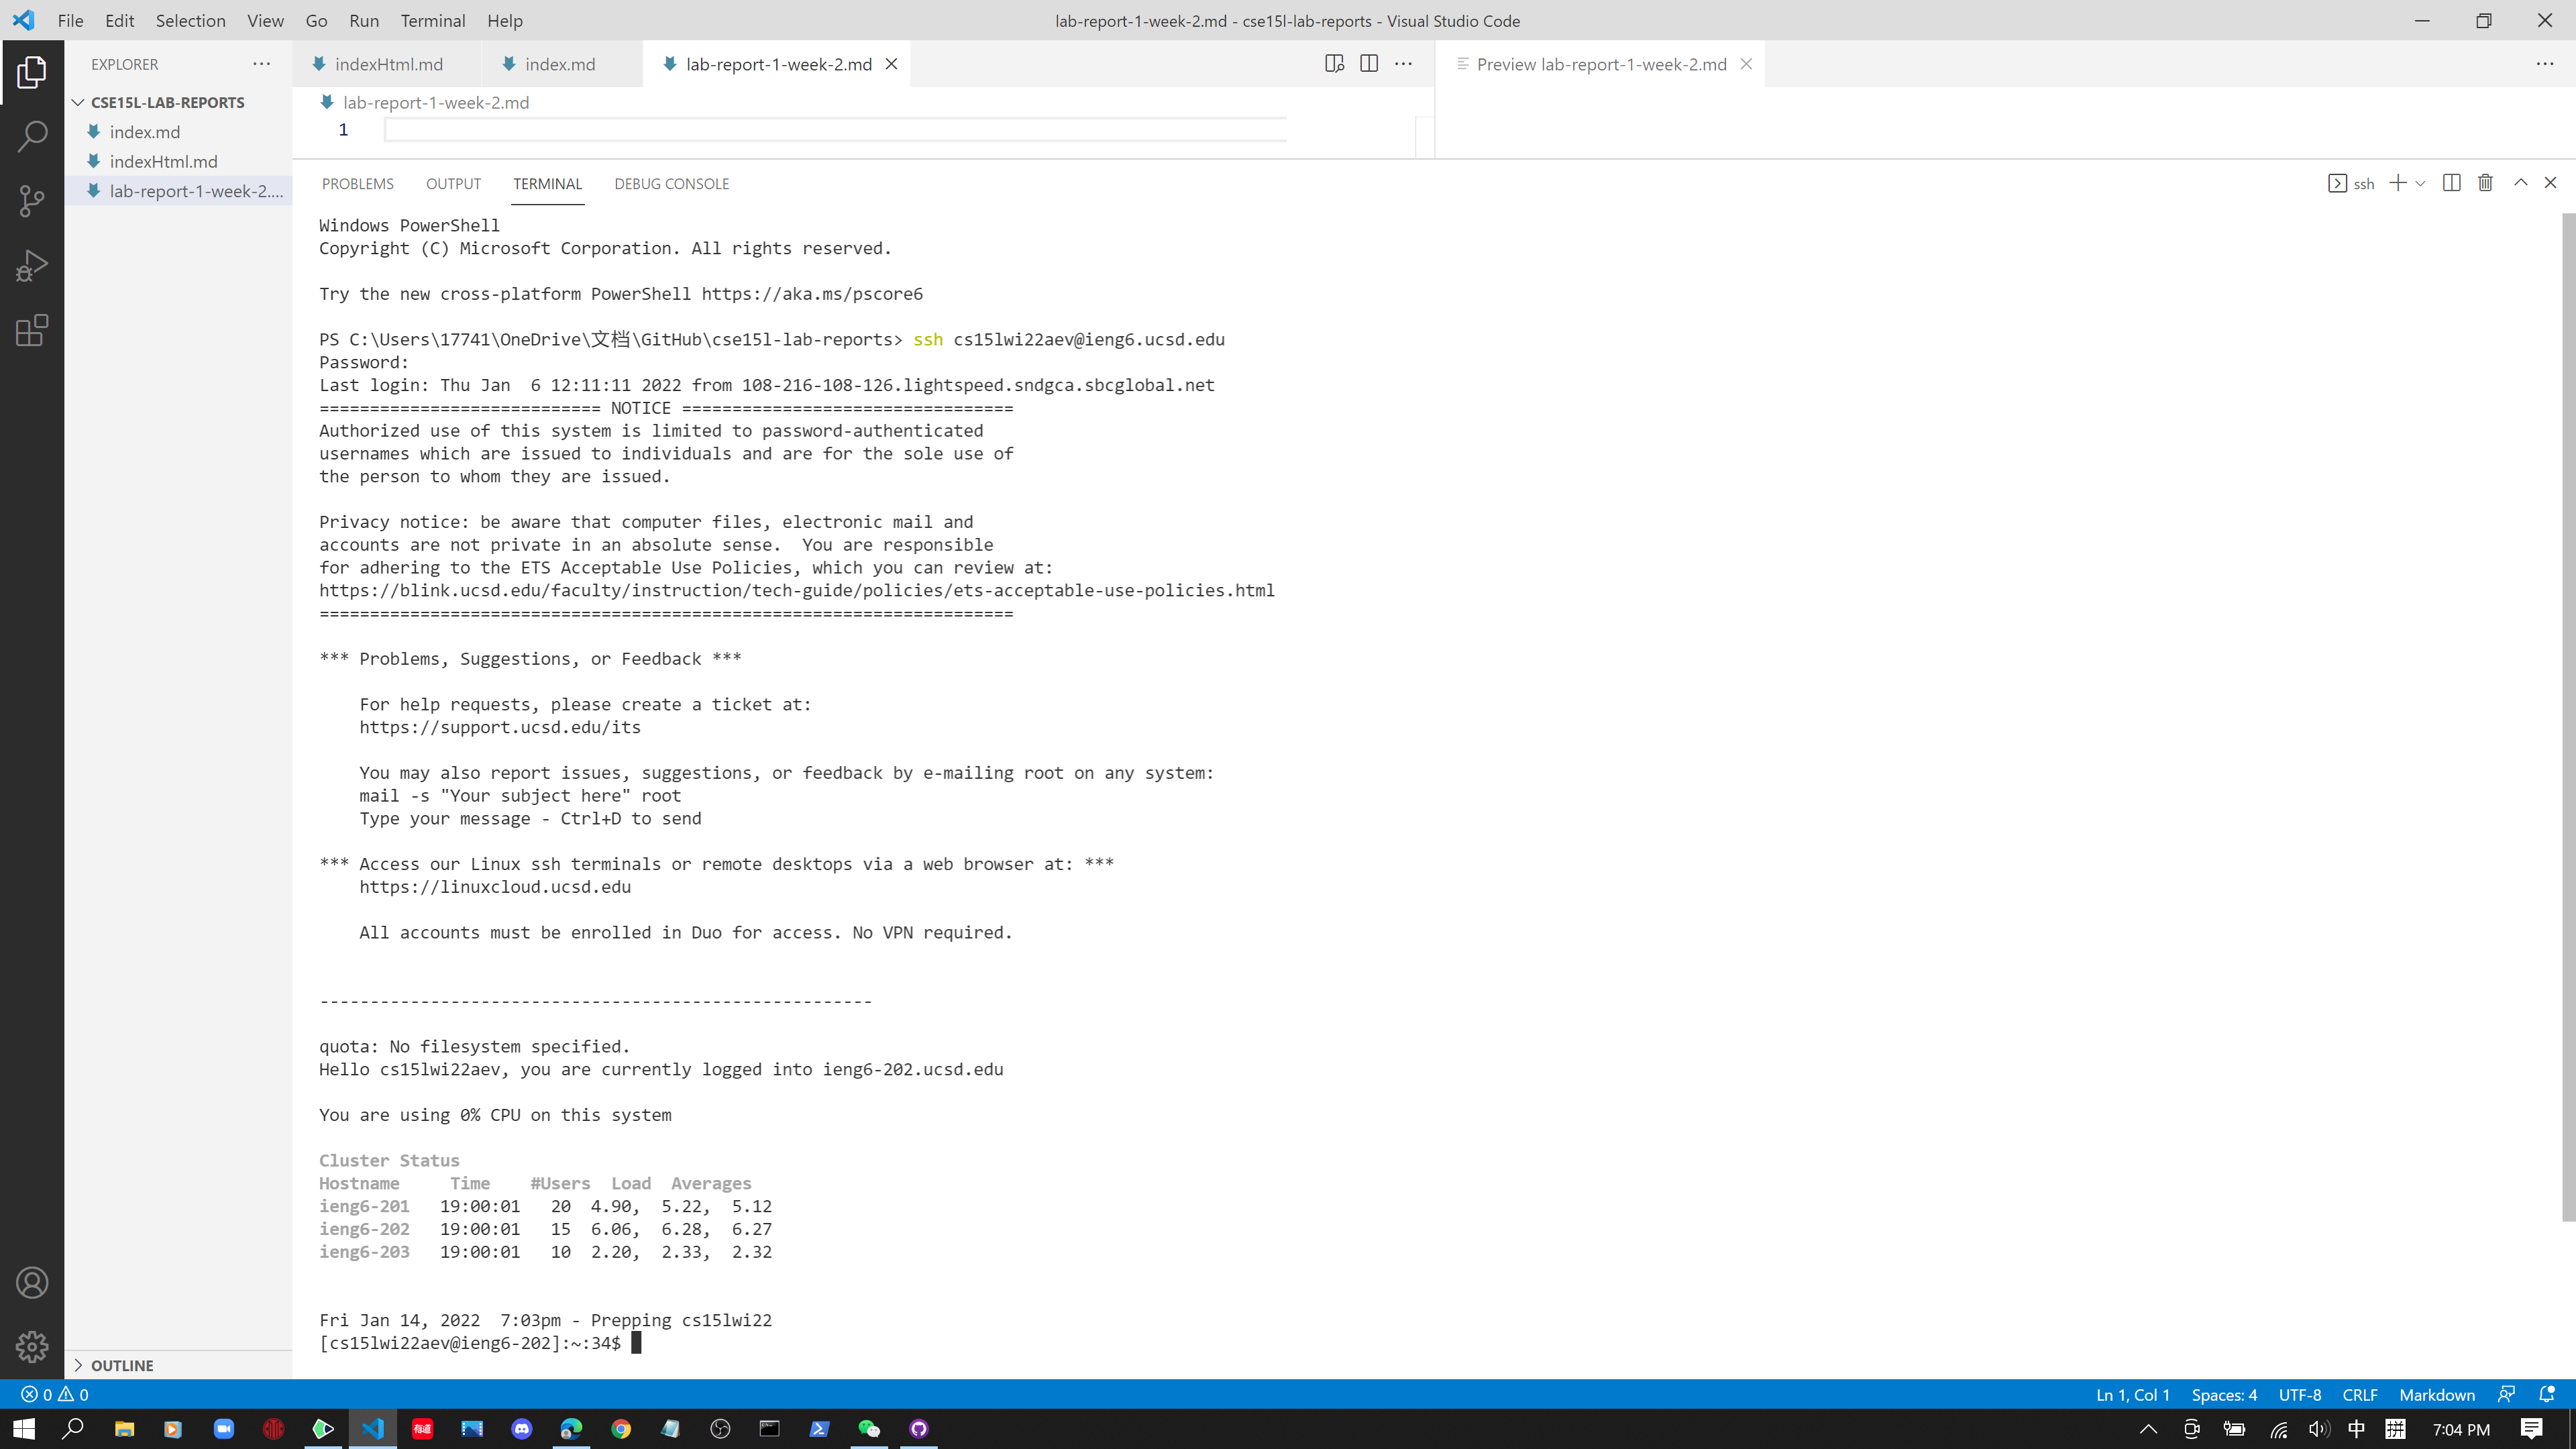 File Edit Selection View Go Run Terminal Help
lab-report-1-week-2.md - cse15l-lab-reports - Visual Studio Code
EXPLORER
indexHtml.md
index.md
lab-report-1-week-2.md
Preview lab-report-1-week-2.md
CSE15L-LAB-REPORTS
index.md
indexHtml.md
lab-report-1-week-2....
lab-report-1-week-2.md
1
PROBLEMS OUTPUT TERMINAL DEBUG CONSOLE
ssh
Windows PowerShell
Copyright (C) Microsoft Corporation. All rights reserved.
Try the new cross-platform PowerShell https://aka.ms/pscore6
PS C:\Users\17741\OneDrive\文档\GitHub\cse15l-lab-reports> ssh cs15lwi22aev@ieng6.ucsd.edu
Password:
Last login: Thu Jan  6 12:11:11 2022 from 108-216-108-126.lightspeed.sndgca.sbcglobal.net
============================ NOTICE =================================
Authorized use of this system is limited to password-authenticated
usernames which are issued to individuals and are for the sole use of
the person to whom they are issued.
Privacy notice: be aware that computer files, electronic mail and
accounts are not private in an absolute sense.  You are responsible
for adhering to the ETS Acceptable Use Policies, which you can review at:
https://blink.ucsd.edu/faculty/instruction/tech-guide/policies/ets-acceptable-use-policies.html
=====================================================================
*** Problems, Suggestions, or Feedback ***
For help requests, please create a ticket at:
https://support.ucsd.edu/its
You may also report issues, suggestions, or feedback by e-mailing root on any system:
mail -s "Your subject here" root
Type your message - Ctrl+D to send
*** Access our Linux ssh terminals or remote desktops via a web browser at: ***
https://linuxcloud.ucsd.edu
All accounts must be enrolled in Duo for access. No VPN required.
-------------------------------------------------------
quota: No filesystem specified.
Hello cs15lwi22aev, you are currently logged into ieng6-202.ucsd.edu
You are using 0% CPU on this system
Cluster Status
Hostname     Time    #Users  Load  Averages
ieng6-201   19:00:01   20  4.90,  5.22,  5.12
ieng6-202   19:00:01   15  6.06,  6.28,  6.27
ieng6-203   19:00:01   10  2.20,  2.33,  2.32
Fri Jan 14, 2022  7:03pm - Prepping cs15lwi22
[cs15lwi22aev@ieng6-202]:~:34$
OUTLINE
0 0
Ln 1, Col 1 Spaces: 4 UTF-8 CRLF Markdown
有道
中
拼
7:04 PM